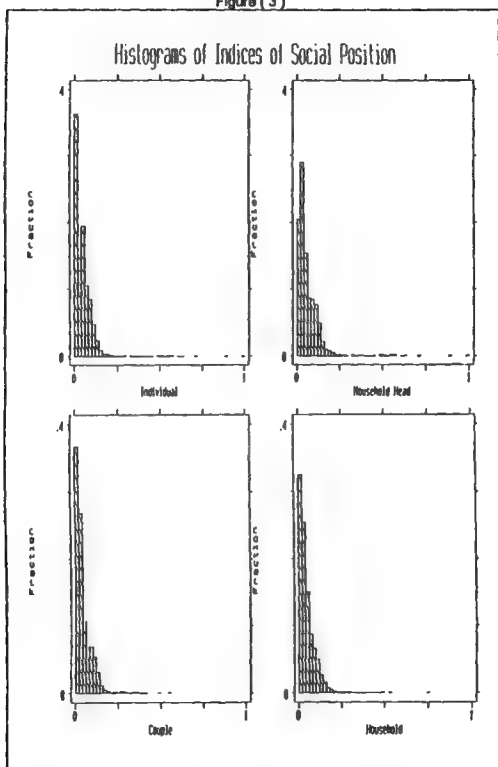 Figure ( 3 )
Histograms of Indices of Social Position
4
4
Fraction
Fraction
0
0
0
1
0
1
Individual
Household Head
.4
.4
Fraction
Fraction
0
0
0
1
0
1
Couple
Household